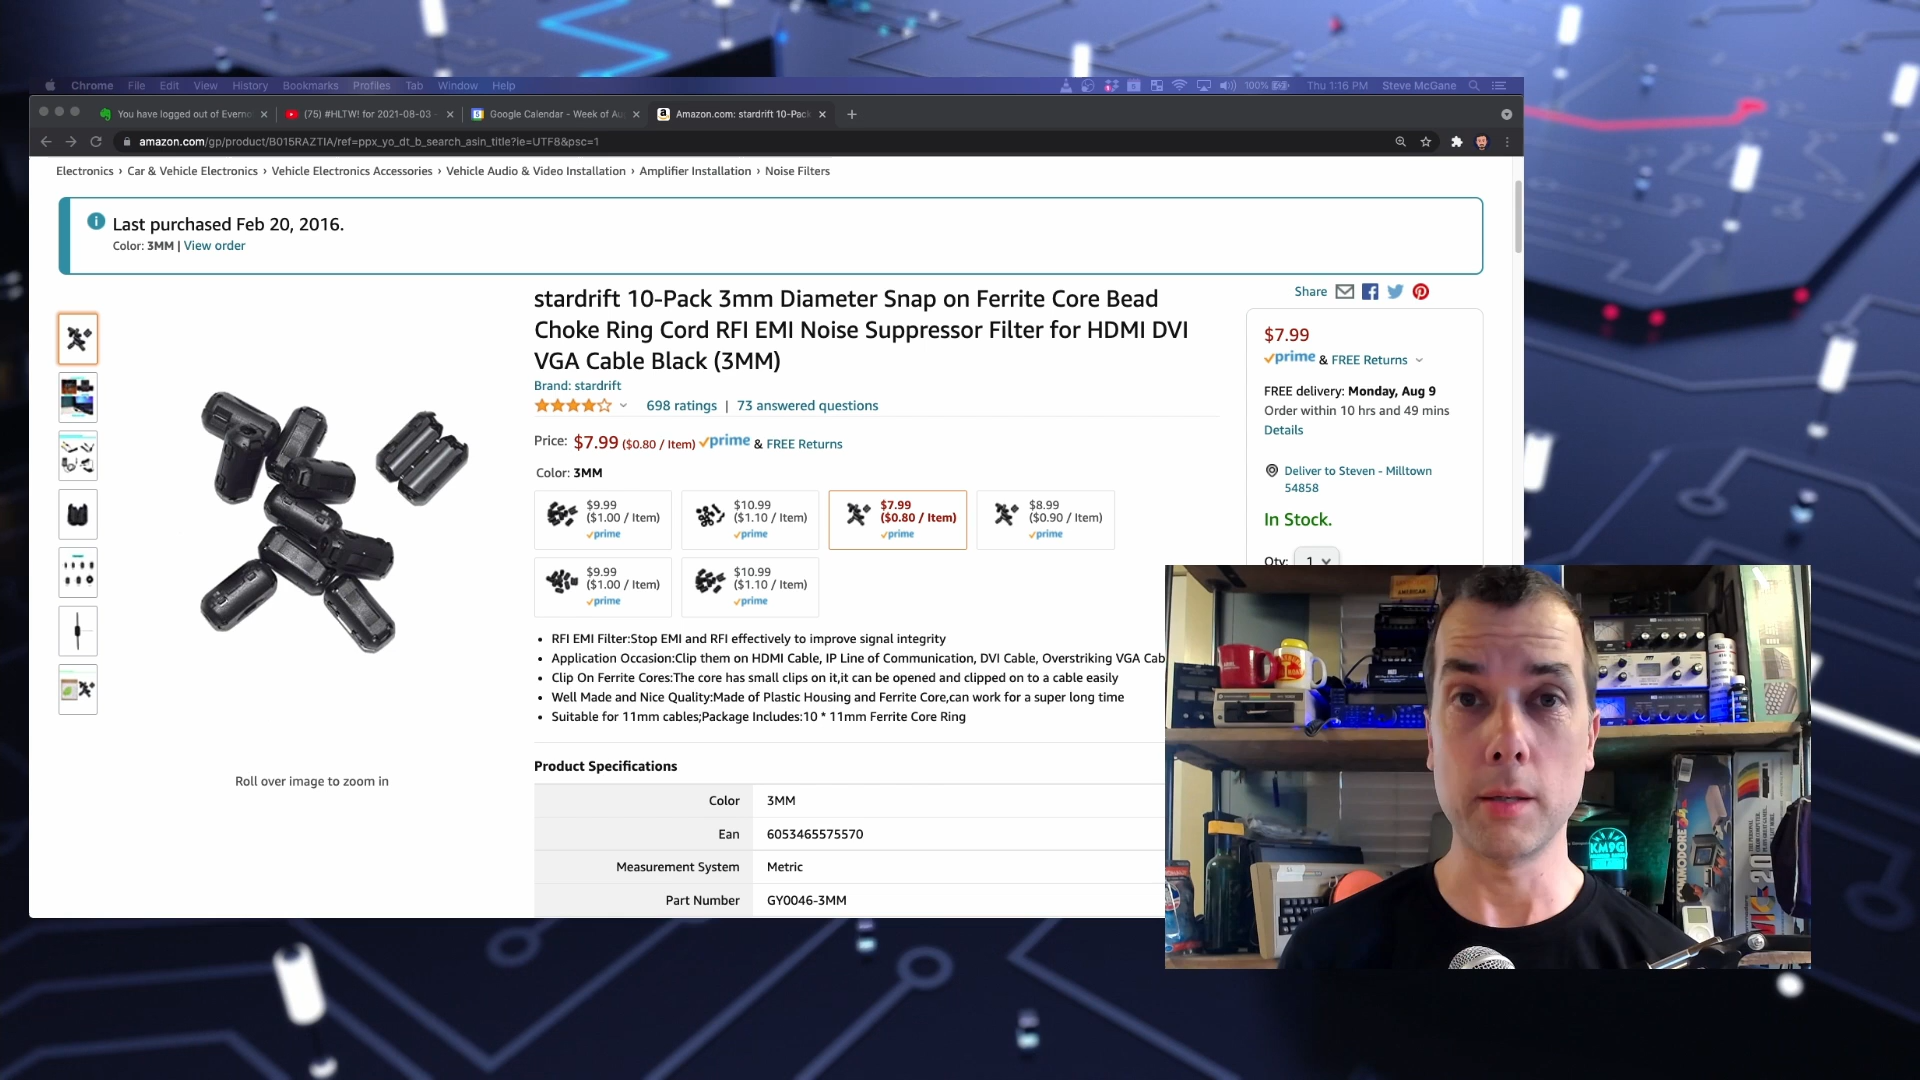 Chrome File Edit View History Bookmarks Profiles Tab Window Help
100% Thu 1:16 PM Steve McGane
You have logged out of Everno
(75) #HLTW! for 2021-08-03
Google Calendar - Week of Au
Amazon.com: stardrift 10-Pack
amazon.com/gp/product/B015RAZTIA/ref=ppx_yo_dt_b_search_asin_title?ie=UTF8&psc=1
Electronics › Car & Vehicle Electronics › Vehicle Electronics Accessories › Vehicle Audio & Video Installation › Amplifier Installation › Noise Filters
Last purchased Feb 20, 2016.
Color: 3MM | View order
Share
stardrift 10-Pack 3mm Diameter Snap on Ferrite Core Bead
Choke Ring Cord RFI EMI Noise Suppressor Filter for HDMI DVI
VGA Cable Black (3MM)
Brand: stardrift
698 ratings | 73 answered questions
Price: $7.99 ($0.80 / Item) prime & FREE Returns
Color: 3MM
$9.99
($1.00 / Item)
prime
$10.99
($1.10 / Item)
prime
$7.99
($0.80 / Item)
prime
$8.99
($0.90 / Item)
prime
$9.99
($1.00 / Item)
prime
$10.99
($1.10 / Item)
prime
• RFI EMI Filter:Stop EMI and RFI effectively to improve signal integrity
• Application Occasion:Clip them on HDMI Cable, IP Line of Communication, DVI Cable, Overstriking VGA Cab
• Clip On Ferrite Cores:The core has small clips on it,it can be opened and clipped on to a cable easily
• Well Made and Nice Quality:Made of Plastic Housing and Ferrite Core,can work for a super long time
• Suitable for 11mm cables;Package Includes:10 * 11mm Ferrite Core Ring
Roll over image to zoom in
Product Specifications
Color 3MM
Ean 6053465575570
Measurement System Metric
Part Number GY0046-3MM
$7.99
prime & FREE Returns
FREE delivery: Monday, Aug 9
Order within 10 hrs and 49 mins
Details
Deliver to Steven - Milltown
54858
In Stock.
Qty: 1
AMERICAN
KM9G
COMMODORE
VIC 20